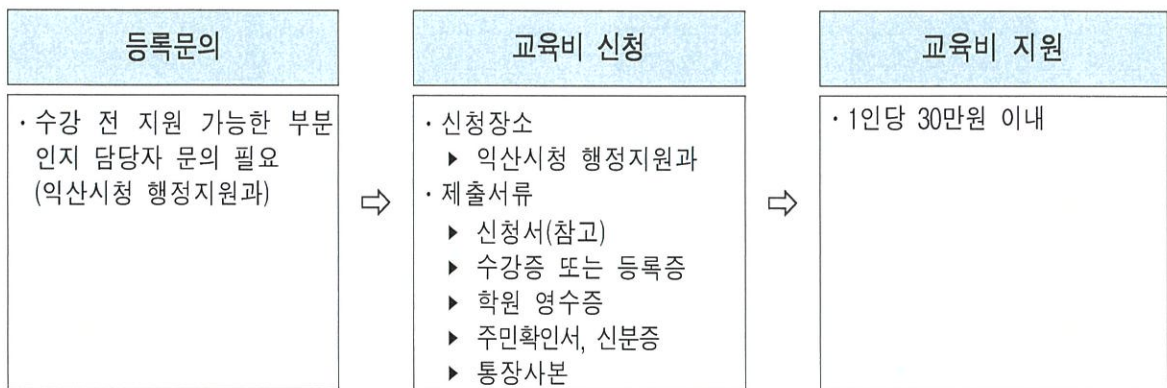 등록문의
· 수강 전 지원 가능한 부분
인지 담당자 문의 필요
(익산시청 행정지원과)
⇨
교육비 신청
· 신청장소
▶ 익산시청 행정지원과
· 제출서류
▶ 신청서(참고)
▶ 수강증 또는 등록증
▶ 학원 영수증
▶ 주민확인서, 신분증
▶ 통장사본
⇨
교육비 지원
· 1인당 30만원 이내